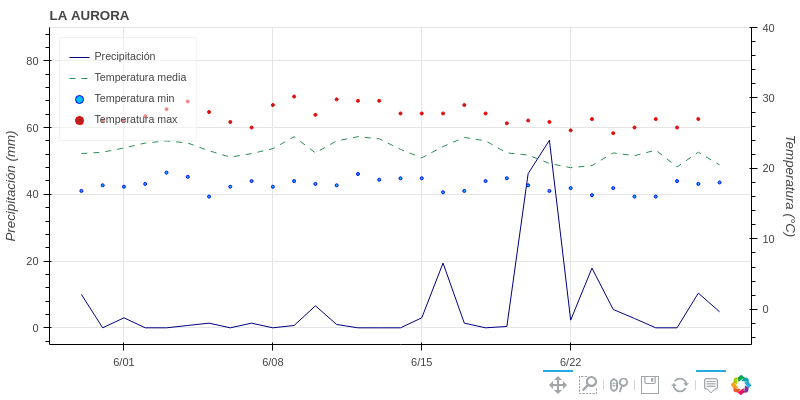 LA AURORA
Precipitación
Temperatura media
Temperatura min
Temperatura max
Precipitación (mm)
80
60
40
20
0
Temperatura (°C)
40
30
20
10
0
6/01
6/08
6/15
6/22